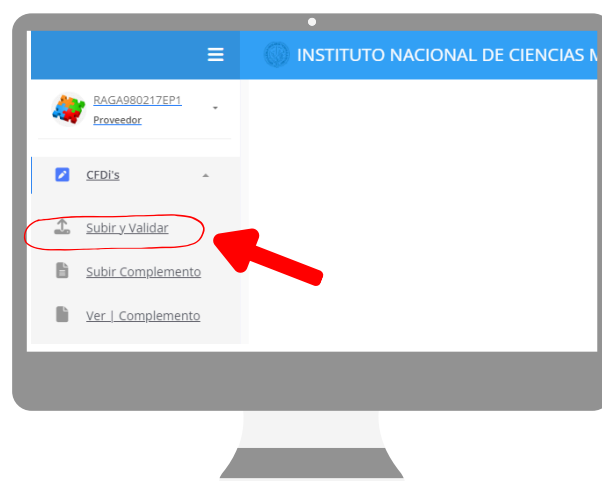 INSTITUTO NACIONAL DE CIENCIAS M
RAGA980217EP1
Proveedor
CFDi's
Subir y Validar
Subir Complemento
Ver | Complemento